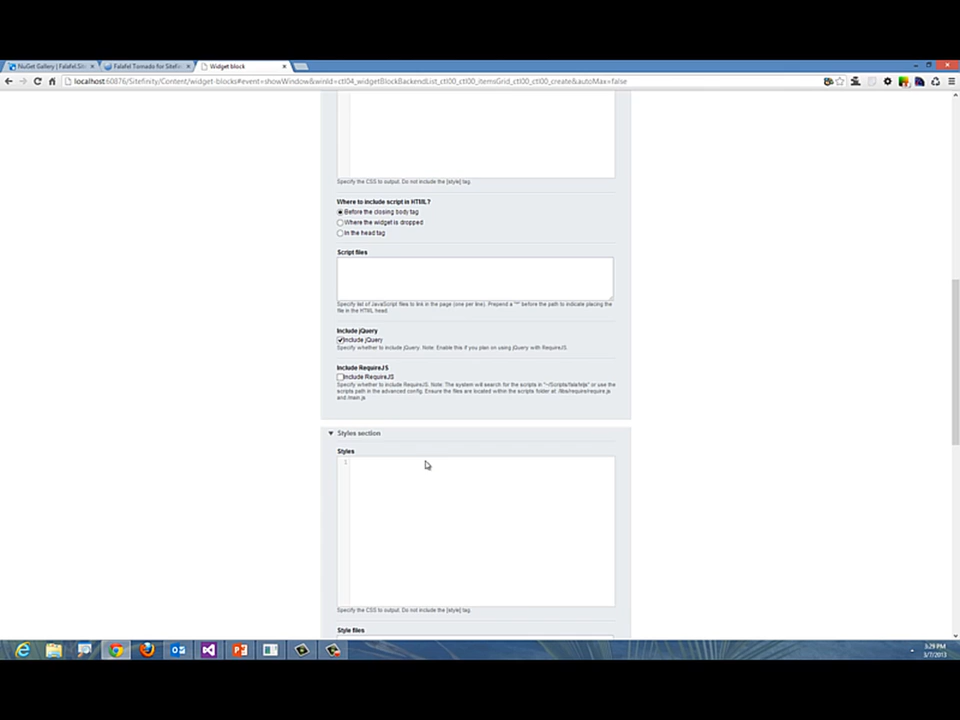 NuGet Gallery | Falafel.Sit
Falafel Tornado for Sitefin
Widget block
localhost:60876/Sitefinity/Content/widget-blocks#event=showWindow&winId=ctl04_widgetBlockBackendList_ctl00_ctl00_itemsGrid_ctl00_ctl00_create&autoMax=false
Specify the CSS to output. Do not include the [style] tag.
Where to include script in HTML?
Before the closing body tag
Where the widget is dropped
In the head tag
Script files
Specify list of JavaScript files to link in the page (one per line). Prepend a "^" before the path to indicate placing the
file in the HTML head.
Include jQuery
Include jQuery
Specify whether to include jQuery. Note: Enable this if you plan on using jQuery with RequireJS.
Include RequireJS
Include RequireJS
Specify whether to include RequireJS. Note: The system will search for the scripts in "~/Scripts/falafel/js" or use the
scripts path in the advanced config. Ensure the files are located within the scripts folder at: /libs/require/require.js
and /main.js
Styles section
Styles
1
Specify the CSS to output. Do not include the [style] tag.
Style files
3:29 PM
3/7/2013